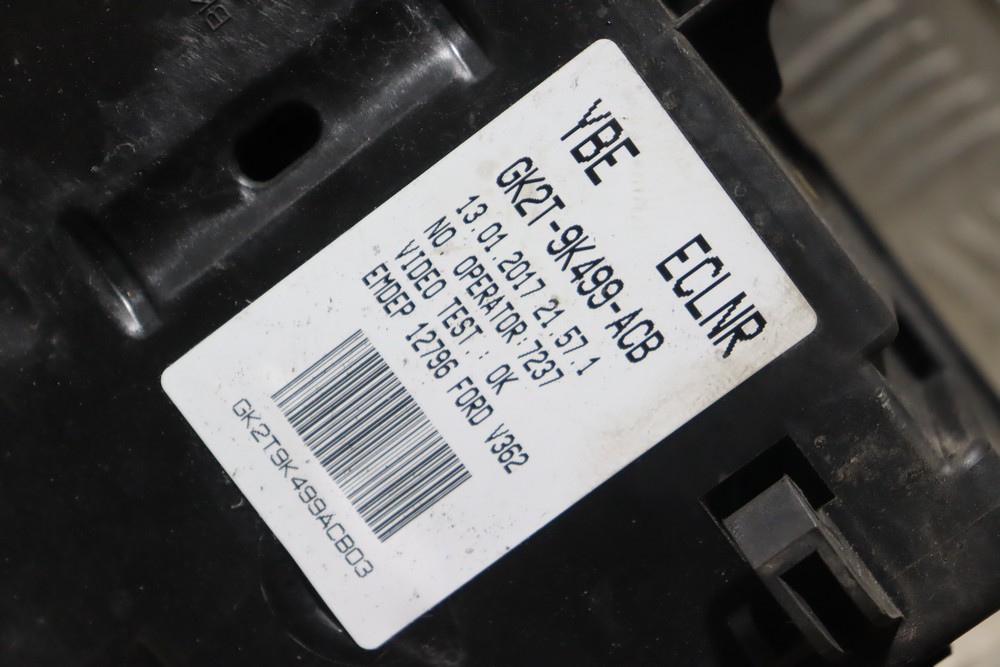 YBE ECLNR
GK2T-9K499-ACB
13.01.2017 21.57.1
NO OPERATOR:7237
VIDEO TEST: OK
EMDEP 12796 FORD V362
GK2T9K499ACB03